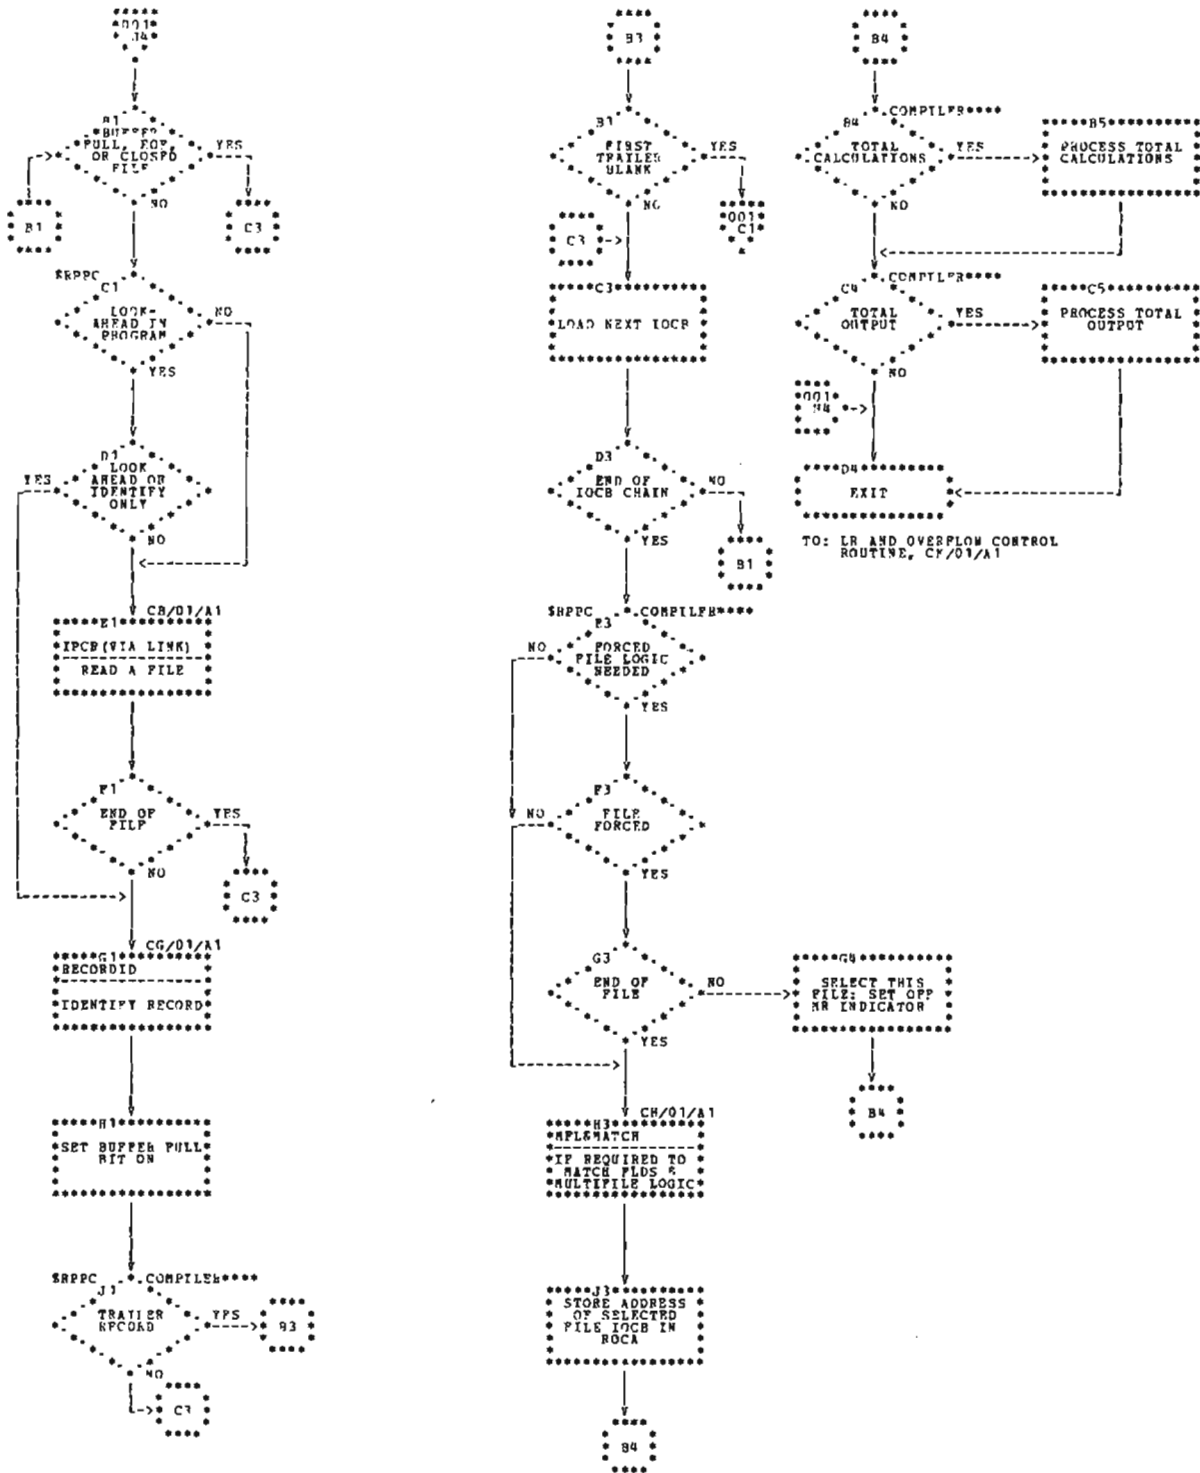 001
B1
BUFFER
FULL, EOF,
OR CLOSED
FILE
YES
NO
B1
C3
$RPPC
C1
LOOK-
AHEAD IN
PROGRAM
NO
YES
D1
LOOK
AHEAD OR
IDENTIFY
ONLY
YES
NO
CB/01/A1
E1
IPCB(VIA LINK)
READ A FILE
F1
END OF
FILE
YES
NO
C3
CG/01/A1
G1
RECORDID
IDENTIFY RECORD
H1
SET BUFFER FULL
BIT ON
$RPPC
COMPILER****
J1
TRAILER
RECORD
YES
B3
NO
C3
B3
B3
FIRST
TRAILER
BLANK
YES
NO
001
C1
C3
C3
LOAD NEXT IOCB
D3
END OF
IOCB CHAIN
NO
YES
B1
$RPPC
COMPILER****
E3
FORCED
FILE LOGIC
NEEDED
NO
YES
F3
FILE
FORCED
NO
YES
G3
END OF
FILE
NO
YES
G4
SELECT THIS
FILE; SET OFF
MR INDICATOR
B4
CH/01/A1
H3
MFL&MATCH
IF REQUIRED TO
MATCH FLDS &
MULTIFILE LOGIC
J3
STORE ADDRESS
OF SELECTED
FILE IOCB IN
ROCA
B4
B4
COMPILER****
B4
TOTAL
CALCULATIONS
YES
NO
B5
PROCESS TOTAL
CALCULATIONS
COMPILER****
C4
TOTAL
OUTPUT
YES
NO
C5
PROCESS TOTAL
OUTPUT
001
D4
EXIT
TO: LR AND OVERFLOW CONTROL
ROUTINE,